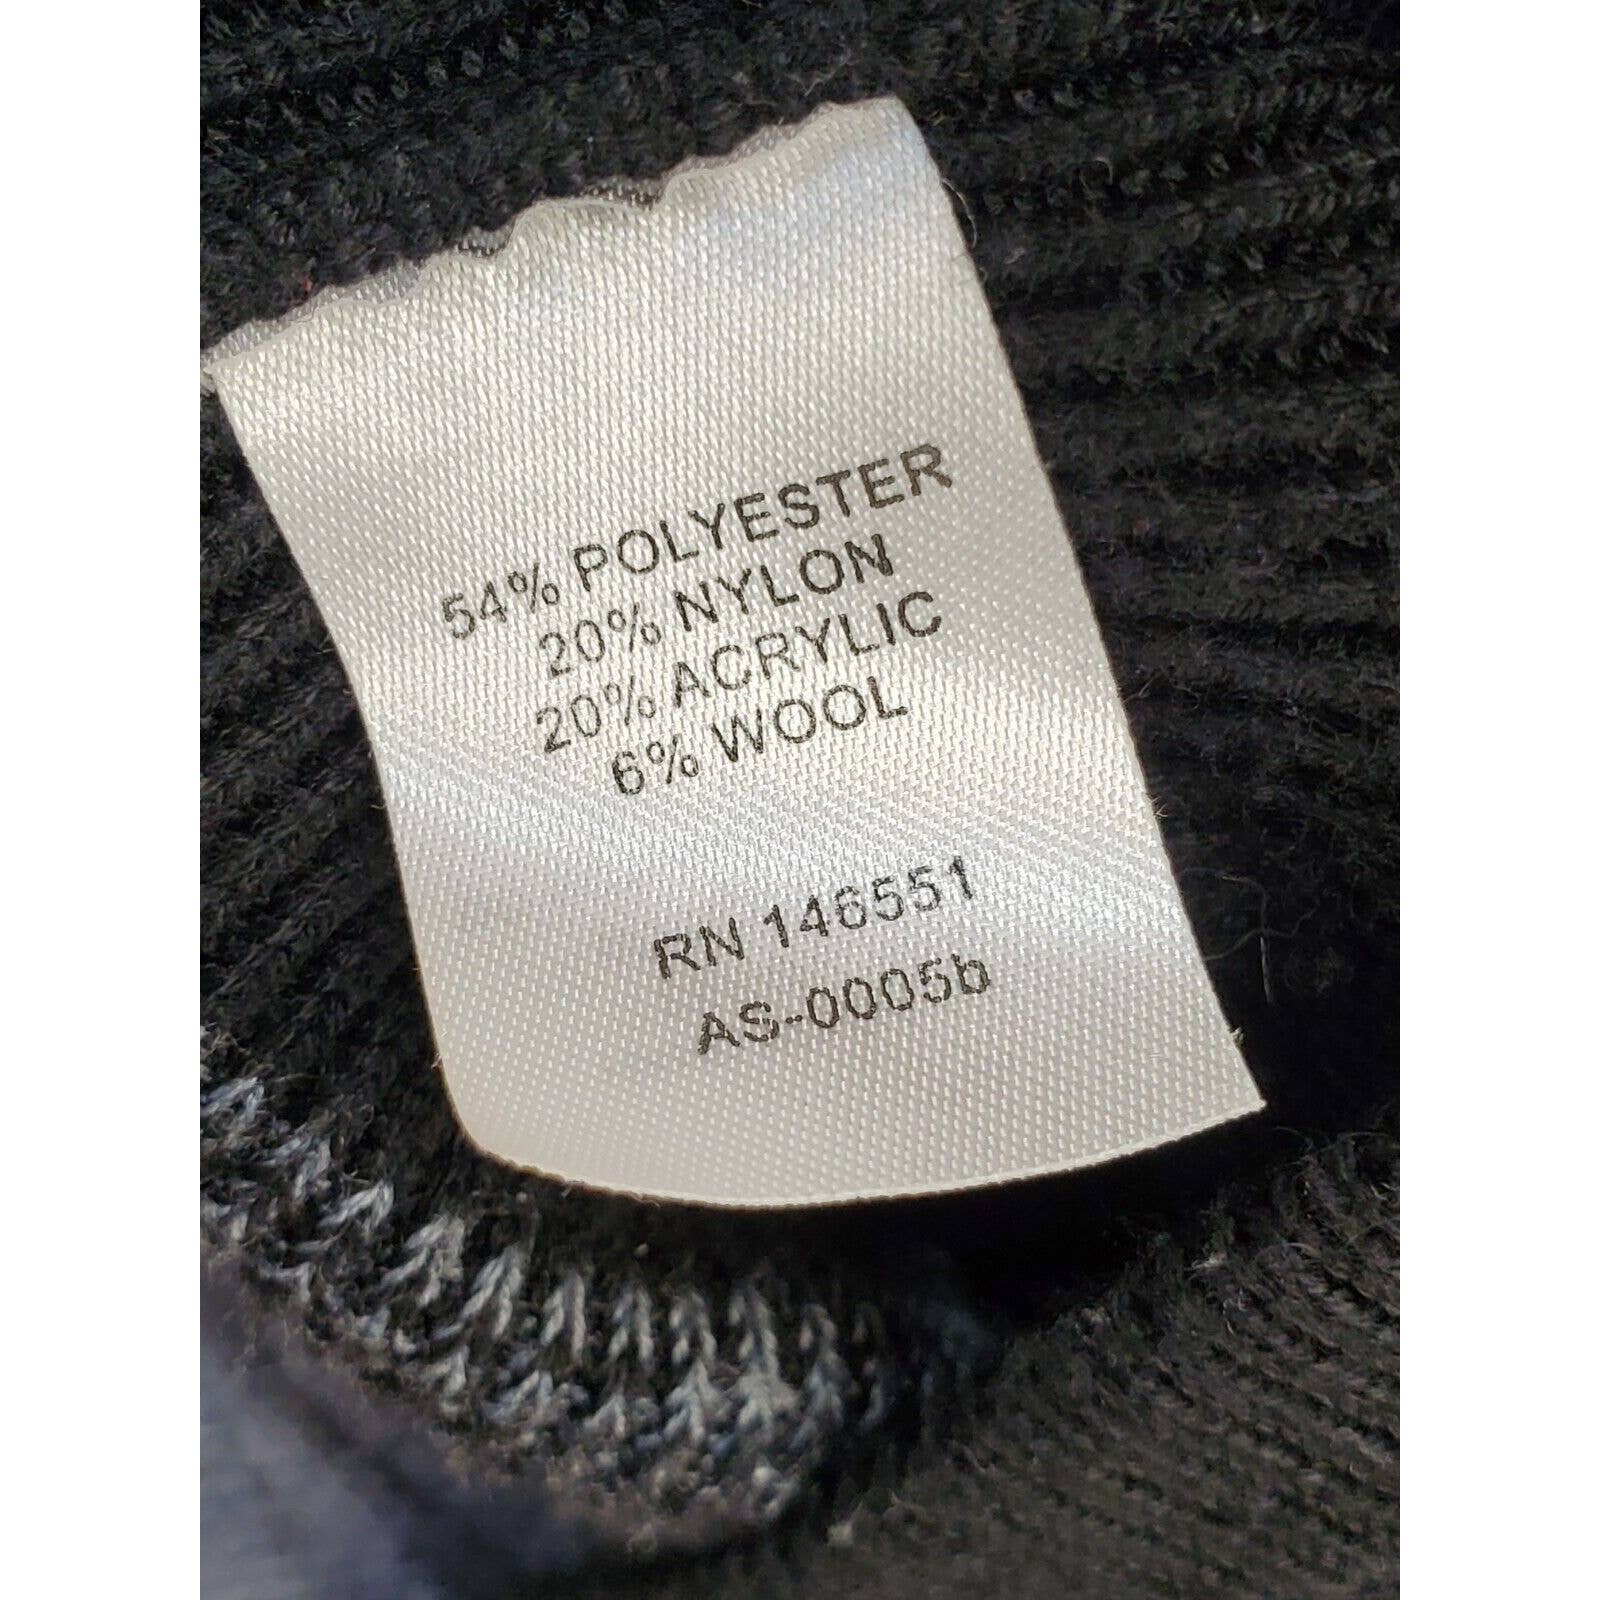 54% POLYESTER
20% NYLON
20% ACRYLIC
6% WOOL
RN 146551
AS-0005b